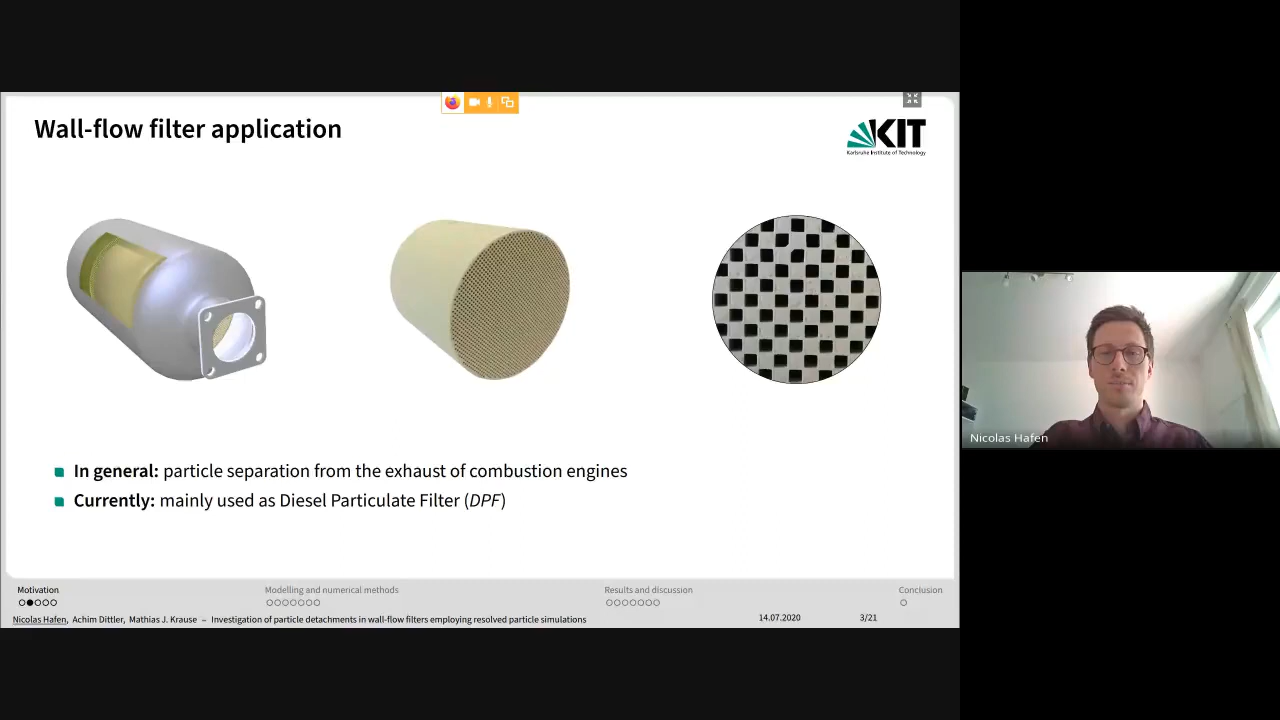 Wall-flow filter application
KIT
Karlsruhe Institute of Technology
In general: particle separation from the exhaust of combustion engines
Currently: mainly used as Diesel Particulate Filter (DPF)
Nicolas Hafen
Motivation
Modelling and numerical methods
Results and discussion
Conclusion
Nicolas Hafen, Achim Dittler, Mathias J. Krause – Investigation of particle detachments in wall-flow filters employing resolved particle simulations
14.07.2020
3/21